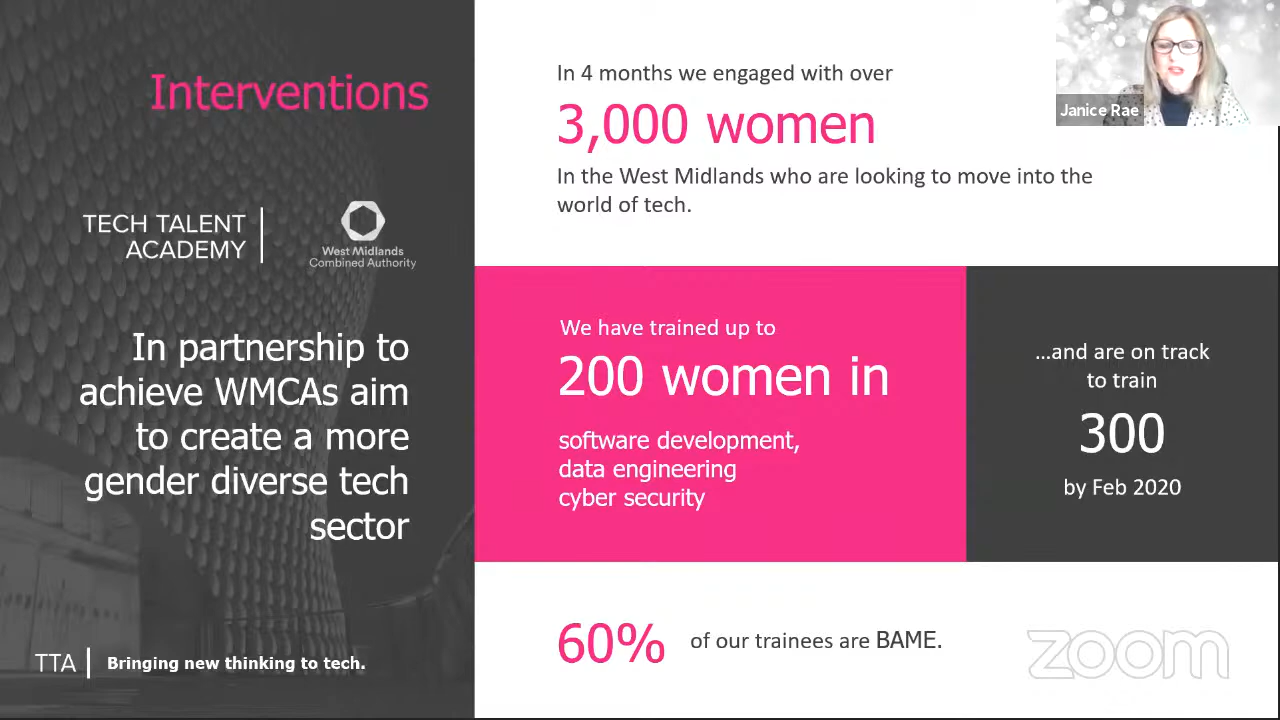 Interventions
TECH TALENT
ACADEMY
West Midlands
Combined Authority
In partnership to
achieve WMCAs aim
to create a more
gender diverse tech
sector
TTA
Bringing new thinking to tech.
In 4 months we engaged with over
3,000 women
In the West Midlands who are looking to move into the
world of tech.
We have trained up to
200 women in
software development,
data engineering
cyber security
...and are on track
to train
300
by Feb 2020
60% of our trainees are BAME.
Janice Rae
zoom